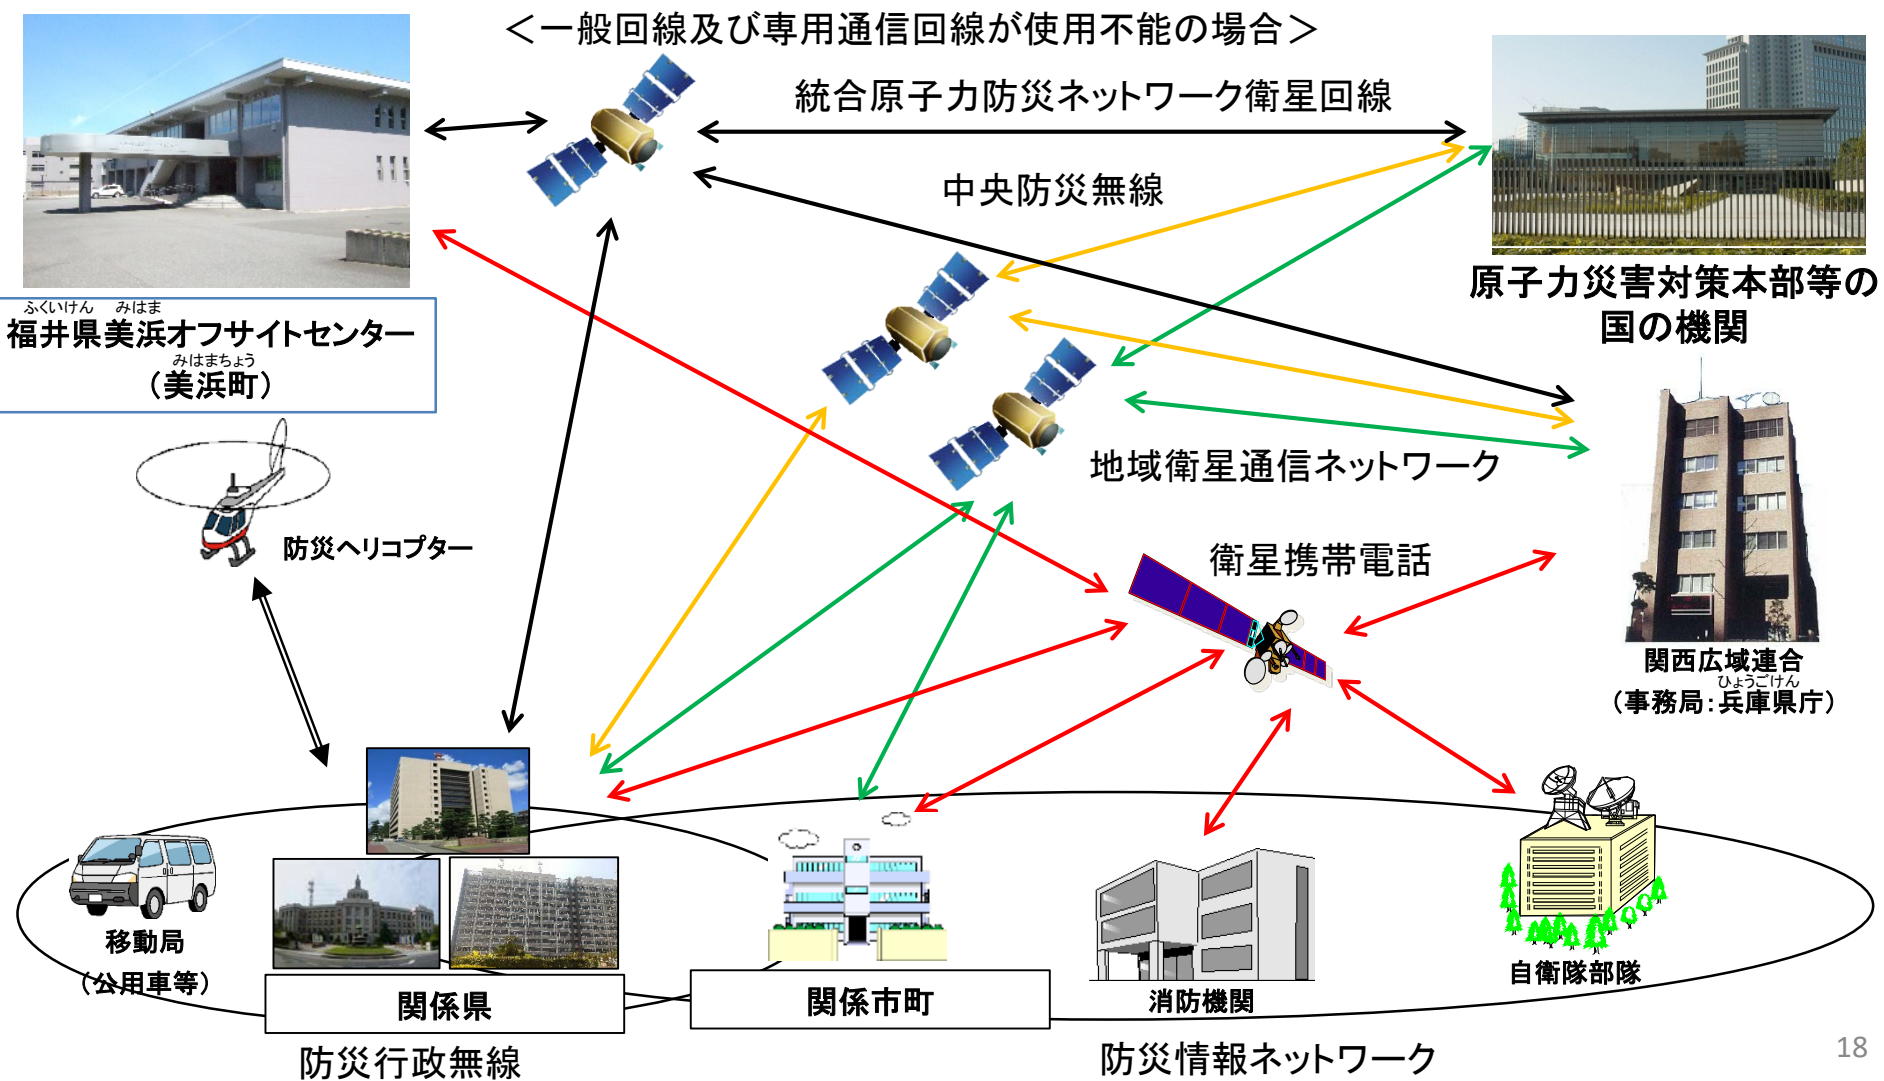 ＜一般回線及び専用通信回線が使用不能の場合＞
統合原子力防災ネットワーク衛星回線
中央防災無線
原子力災害対策本部等の
国の機関
ふくいけん みはま
福井県美浜オフサイトセンター
みはまちょう
（美浜町）
防災ヘリコプター
地域衛星通信ネットワーク
衛星携帯電話
関西広域連合
ひょうごけん
（事務局：兵庫県庁）
移動局
（公用車等）
関係県
関係市町
消防機関
自衛隊部隊
防災行政無線
防災情報ネットワーク
18